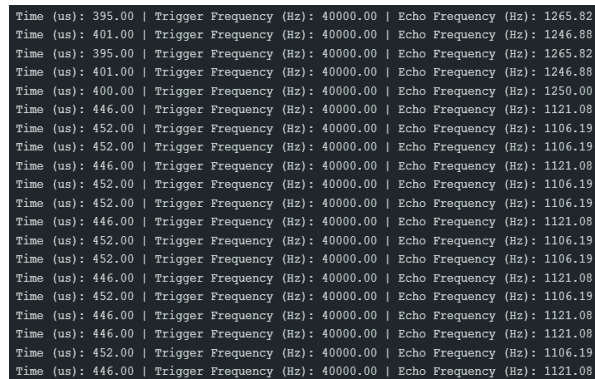 Time (us): 395.00 | Trigger Frequency (Hz): 40000.00 | Echo Frequency (Hz): 1265.82
Time (us): 401.00 | Trigger Frequency (Hz): 40000.00 | Echo Frequency (Hz): 1246.88
Time (us): 395.00 | Trigger Frequency (Hz): 40000.00 | Echo Frequency (Hz): 1265.82
Time (us): 401.00 | Trigger Frequency (Hz): 40000.00 | Echo Frequency (Hz): 1246.88
Time (us): 400.00 | Trigger Frequency (Hz): 40000.00 | Echo Frequency (Hz): 1250.00
Time (us): 446.00 | Trigger Frequency (Hz): 40000.00 | Echo Frequency (Hz): 1121.08
Time (us): 452.00 | Trigger Frequency (Hz): 40000.00 | Echo Frequency (Hz): 1106.19
Time (us): 452.00 | Trigger Frequency (Hz): 40000.00 | Echo Frequency (Hz): 1106.19
Time (us): 446.00 | Trigger Frequency (Hz): 40000.00 | Echo Frequency (Hz): 1121.08
Time (us): 452.00 | Trigger Frequency (Hz): 40000.00 | Echo Frequency (Hz): 1106.19
Time (us): 452.00 | Trigger Frequency (Hz): 40000.00 | Echo Frequency (Hz): 1106.19
Time (us): 446.00 | Trigger Frequency (Hz): 40000.00 | Echo Frequency (Hz): 1121.08
Time (us): 452.00 | Trigger Frequency (Hz): 40000.00 | Echo Frequency (Hz): 1106.19
Time (us): 452.00 | Trigger Frequency (Hz): 40000.00 | Echo Frequency (Hz): 1106.19
Time (us): 446.00 | Trigger Frequency (Hz): 40000.00 | Echo Frequency (Hz): 1121.08
Time (us): 452.00 | Trigger Frequency (Hz): 40000.00 | Echo Frequency (Hz): 1106.19
Time (us): 446.00 | Trigger Frequency (Hz): 40000.00 | Echo Frequency (Hz): 1121.08
Time (us): 446.00 | Trigger Frequency (Hz): 40000.00 | Echo Frequency (Hz): 1121.08
Time (us): 452.00 | Trigger Frequency (Hz): 40000.00 | Echo Frequency (Hz): 1106.19
Time (us): 446.00 | Trigger Frequency (Hz): 40000.00 | Echo Frequency (Hz): 1121.08